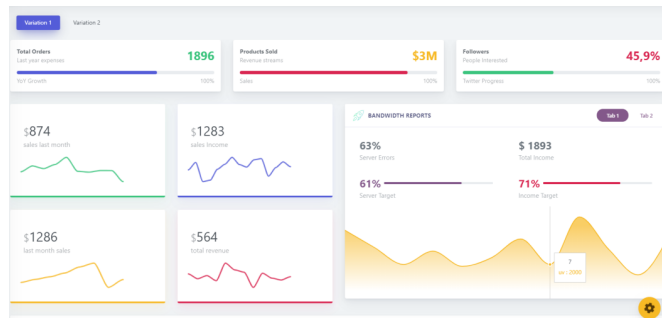 Variation 1
Variation 2
Total Orders
Last year expenses
1896
YoY Growth
100%
Products Sold
Revenue streams
$3M
Sales
100%
Followers
People Interested
45,9%
Twitter Progress
100%
$874
sales last month
$1283
sales Income
$1286
last month sales
$564
total revenue
BANDWIDTH REPORTS
Tab 1
Tab 2
63%
Server Errors
$ 1893
Total Income
61%
Server Target
71%
Income Target
7
uv : 2000